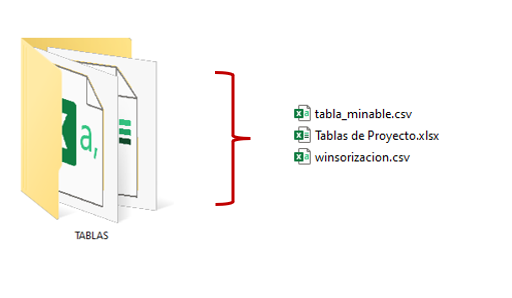 a,
TABLAS
tabla_minable.csv
Tablas de Proyecto.xlsx
winsorizacion.csv